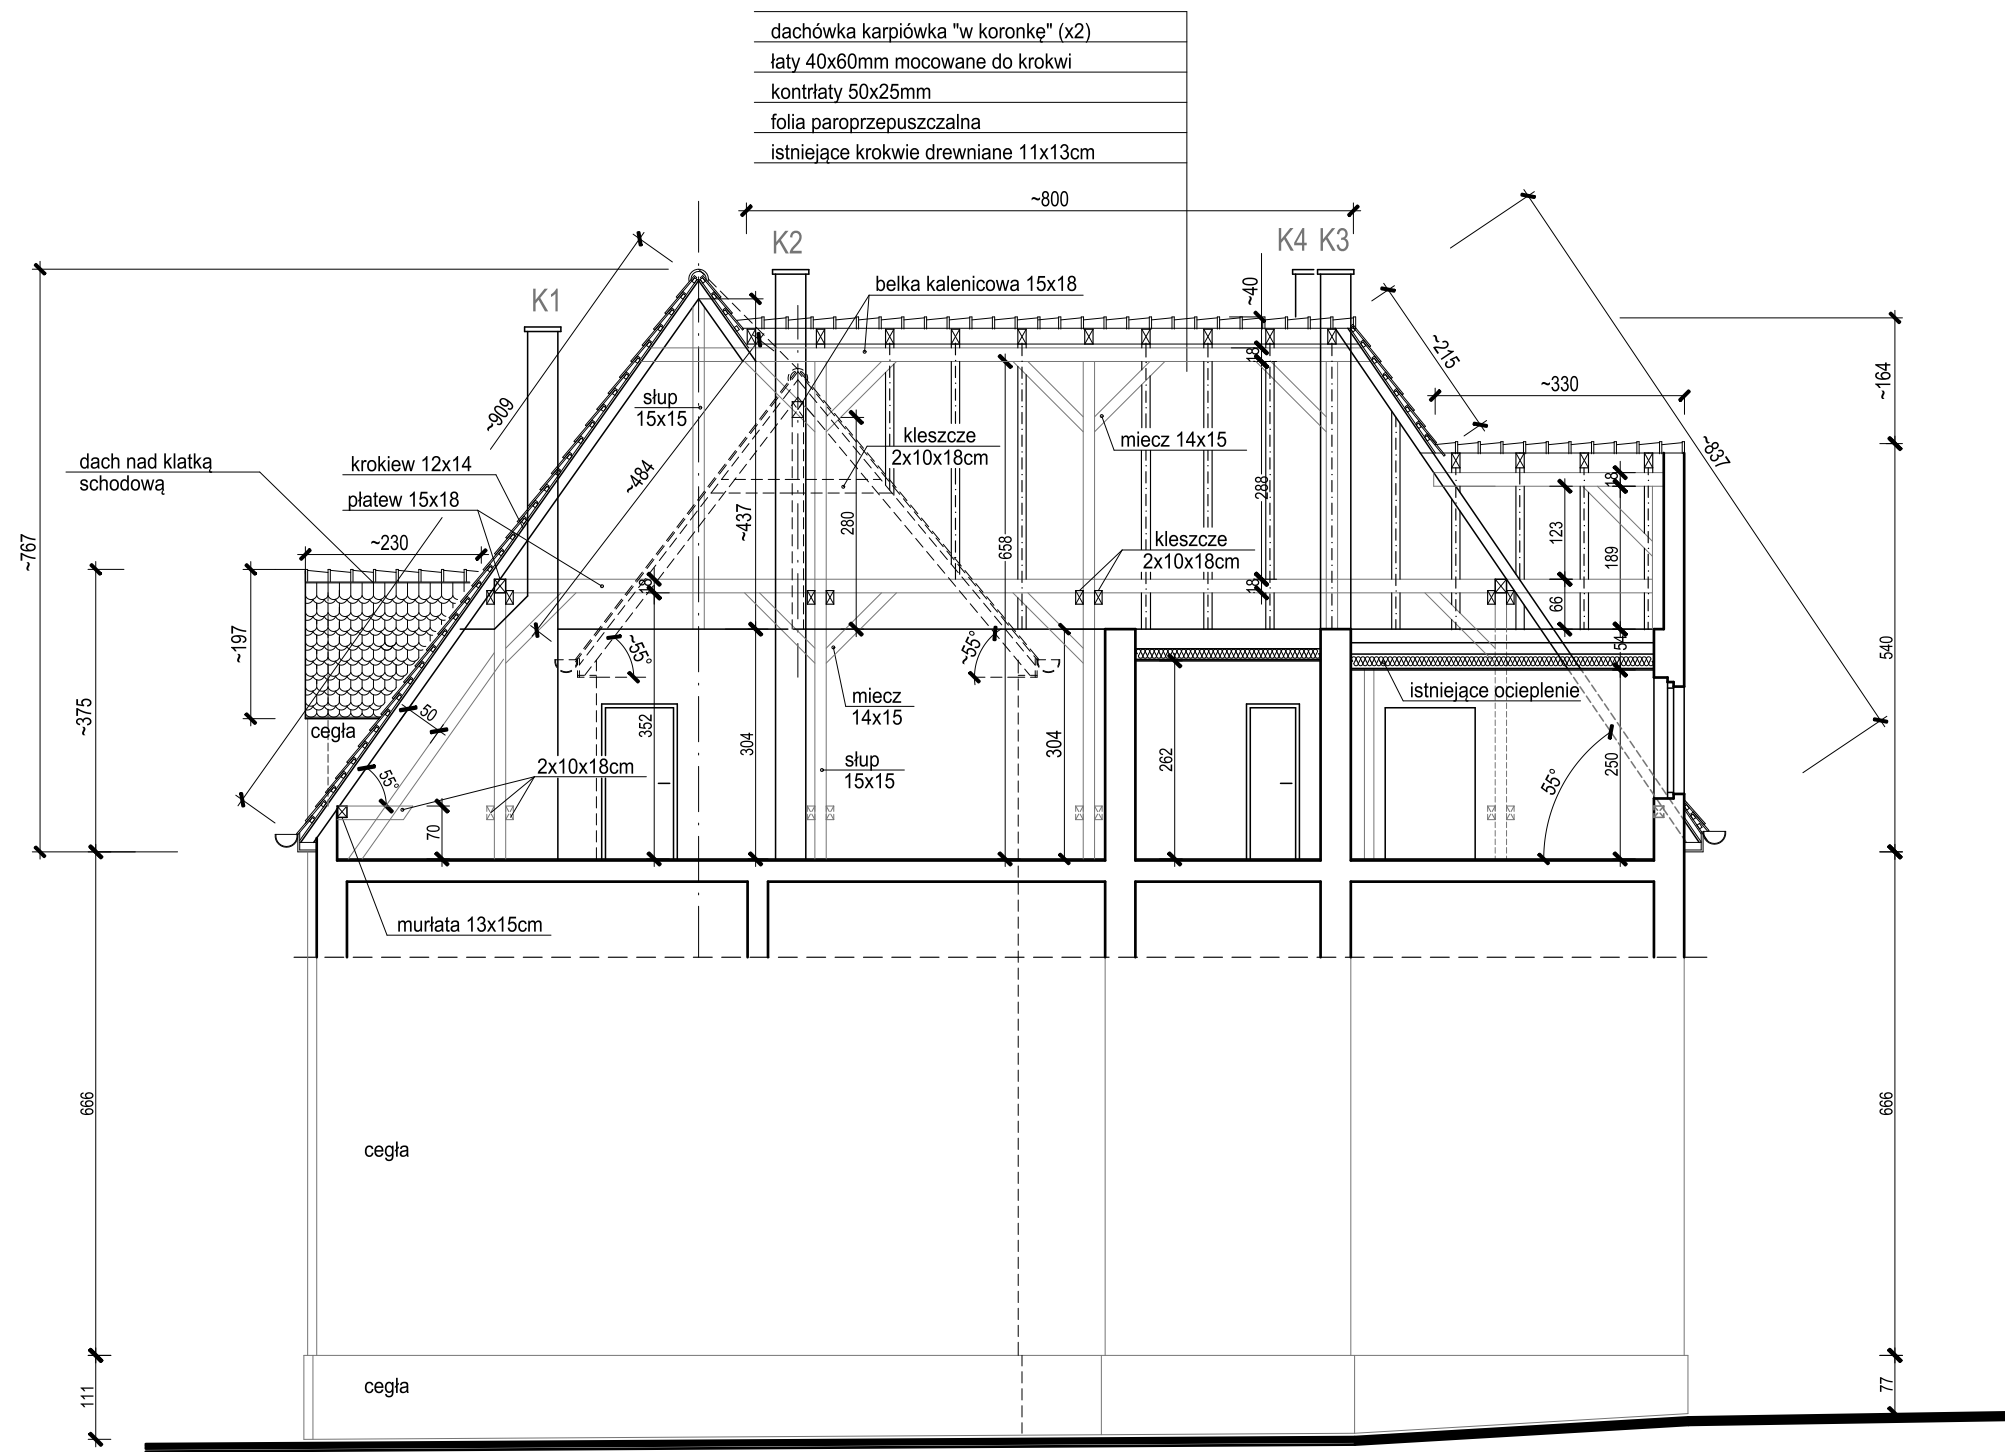 dachówka karpiówka "w koronkę" (x2)
łaty 40x60mm mocowane do krokwi
kontrłaty 50x25mm
folia paroprzepuszczalna
istniejące krokwie drewniane 11x13cm
~800
K2
K4 K3
K1
belka kalenicowa 15x18
~40
18
~909
~215
~330
~164
~837
słup
15x15
kleszcze
2x10x18cm
miecz 14x15
dach nad klatką
schodową
krokiew 12x14
płatew 15x18
~484
~437
280
288
18
123
189
~767
~230
658
kleszcze
2x10x18cm
18
18
66
~197
~55°
~55°
54
540
~375
cegła
50
352
304
miecz
14x15
304
262
istniejące ocieplenie
250
55°
55°
2x10x18cm
słup
15x15
70
murłata 13x15cm
666
666
cegła
111
cegła
77